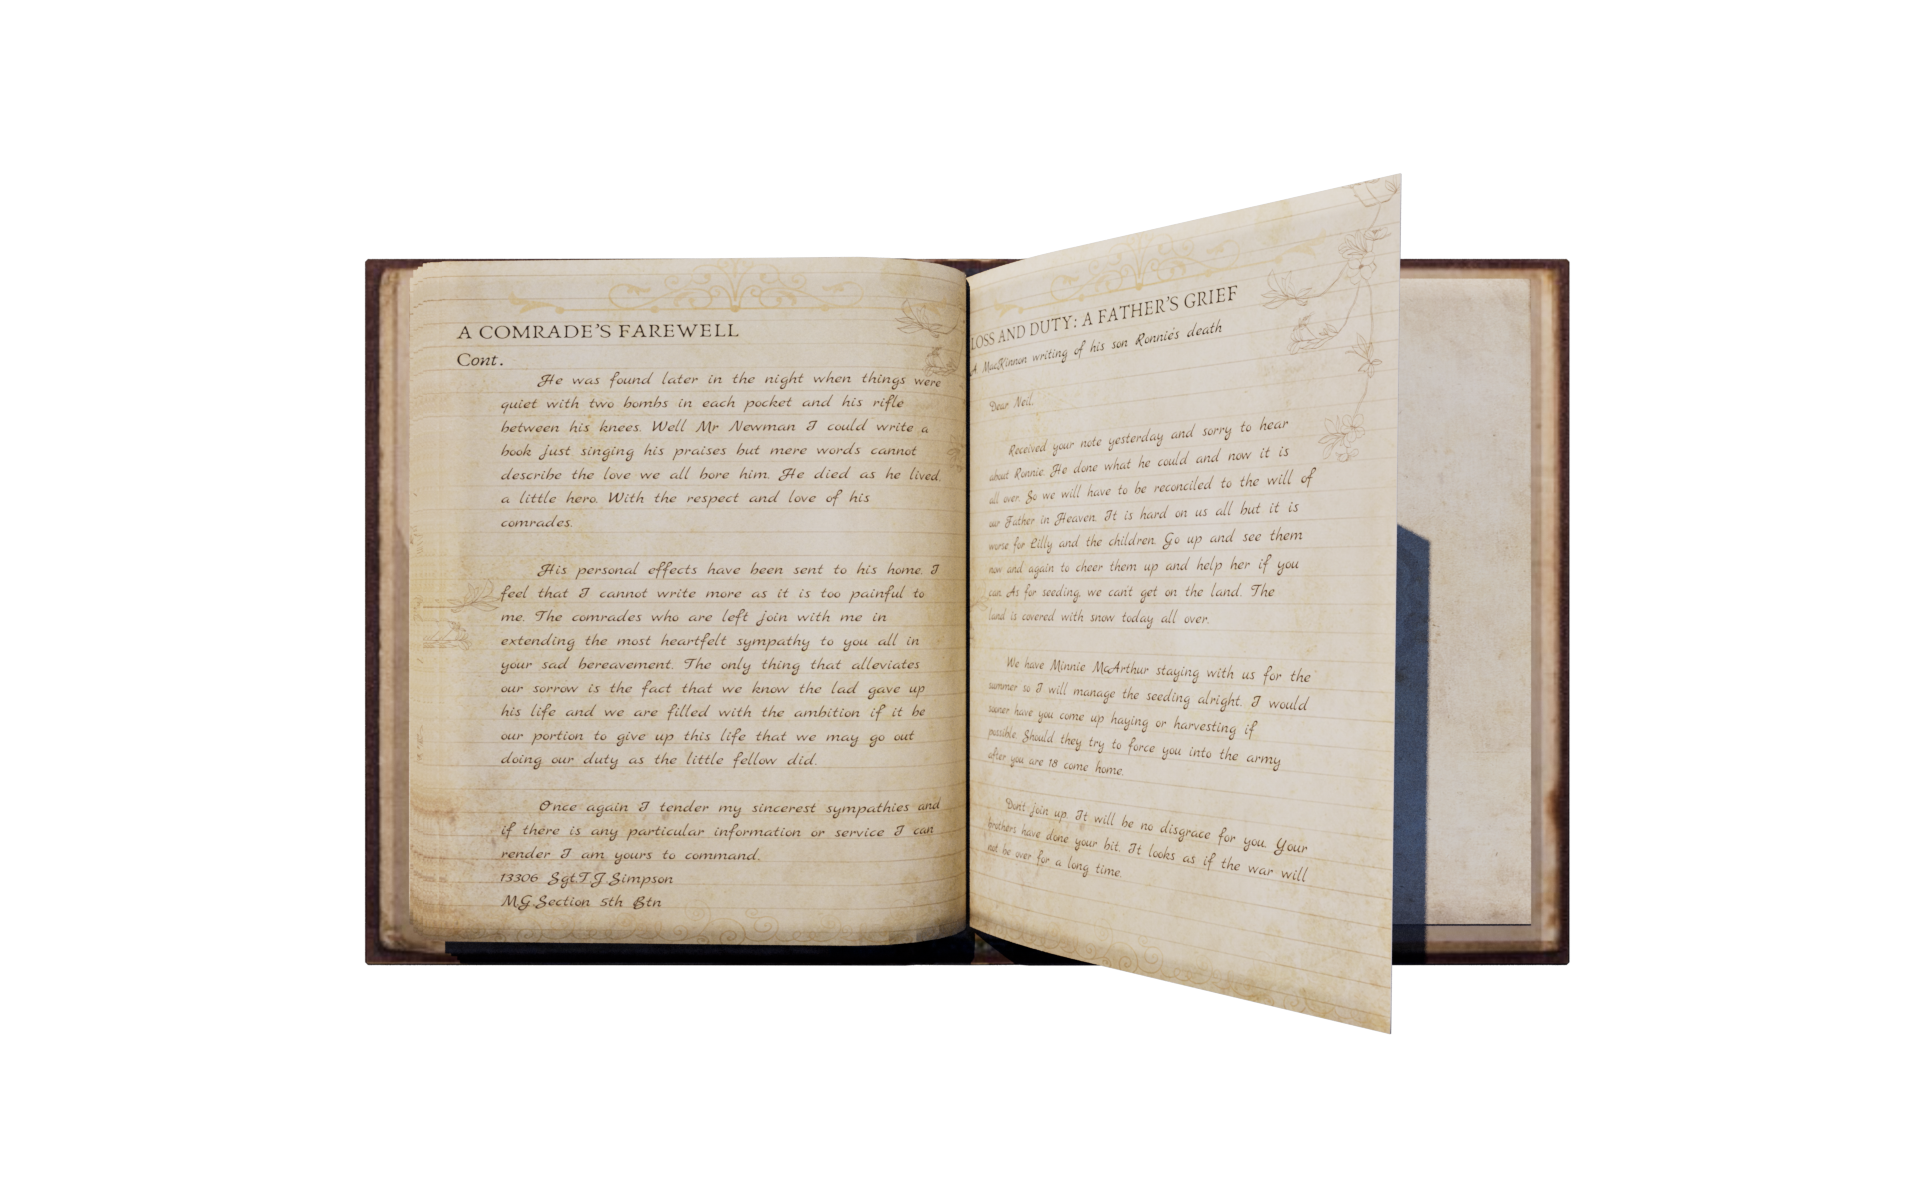 A COMRADE'S FAREWELL
Cont.
He was found later in the night when things were
quiet with two bombs in each pocket and his rifle
between his knees. Well Mr Newman I could write a
book just singing his praises but mere words cannot
describe the love we all bore him. He died as he lived,
a little hero. With the respect and love of his
comrades.
His personal effects have been sent to his home. I
feel that I cannot write more as it is too painful to
me. The comrades who are left join with me in
extending the most heartfelt sympathy to you all in
your sad bereavement. The only thing that alleviates
our sorrow is the fact that we know the lad gave up
his life and we are filled with the ambition if it be
our portion to give up this life that we may go out
doing our duty as the little fellow did.
Once again I tender my sincerest sympathies and
if there is any particular information or service I can
render I am yours to command.
13306 Sgt.T.J.Simpson
M.G.Section 5th Btn
LOSS AND DUTY: A FATHER'S GRIEF
A MacKinnon writing of his son Ronnie's death
Dear Neil,
Received your note yesterday and sorry to hear
about Ronnie. He done what he could and now it is
all over. So we will have to be reconciled to the will of
our Father in Heaven. It is hard on us all but it is
worse for Lilly and the children. Go up and see them
now and again to cheer them up and help her if you
can. As for seeding, we can't get on the land. The
land is covered with snow today all over.
We have Minnie McArthur staying with us for the
summer so I will manage the seeding alright. I would
sooner have you come up haying or harvesting if
possible. Should they try to force you into the army
after you are 18 come home.
Don't join up. It will be no disgrace for you. Your
brothers have done your bit. It looks as if the war will
not be over for a long time.